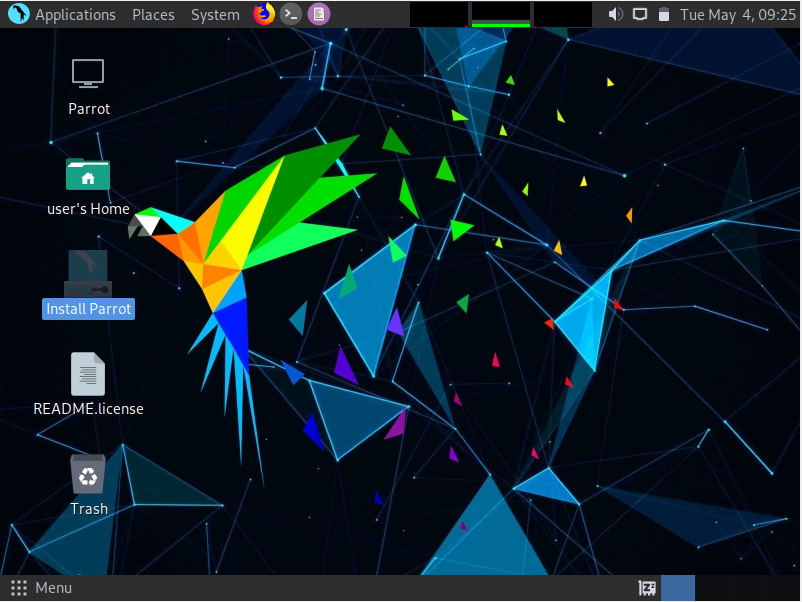 Applications Places System
Tue May 4, 09:25
Parrot
user's Home
Install Parrot
README.license
Trash
Menu